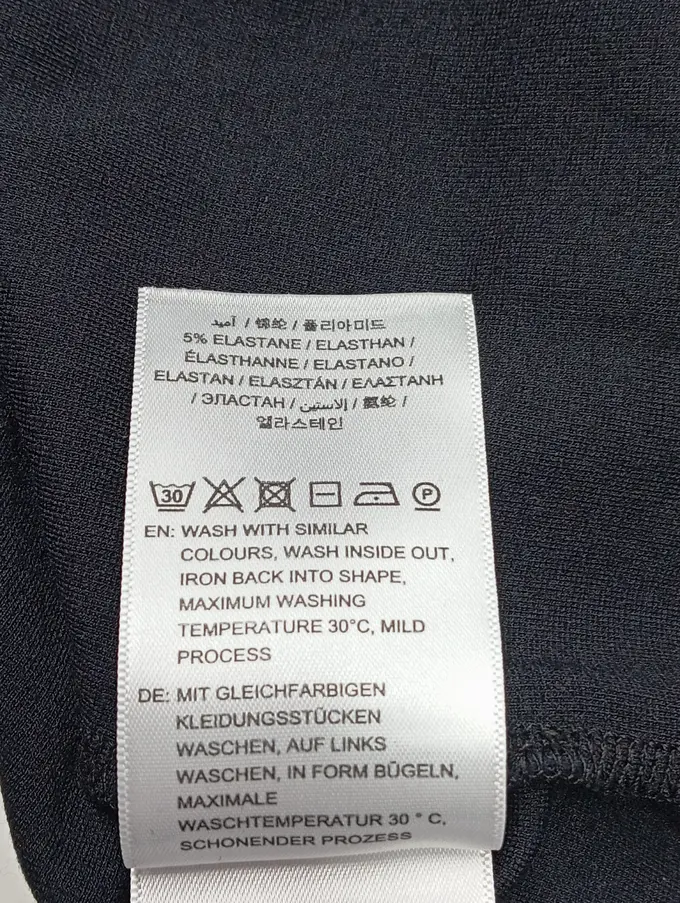 آميد / 锦纶 / 폴리아미드
5% ELASTANE / ELASTHAN /
ÉLASTHANNE / ELASTANO /
ELASTAN / ELASZTÁN / ΕΛΑΣΤΑΝΗ
/ ЭЛАСТАН / إلاستين / 氨纶 /
엘라스테인
30 P
EN: WASH WITH SIMILAR
COLOURS, WASH INSIDE OUT,
IRON BACK INTO SHAPE,
MAXIMUM WASHING
TEMPERATURE 30°C, MILD
PROCESS
DE: MIT GLEICHFARBIGEN
KLEIDUNGSSTÜCKEN
WASCHEN, AUF LINKS
WASCHEN, IN FORM BÜGELN,
MAXIMALE
WASCHTEMPERATUR 30 ° C,
SCHONENDER PROZESS